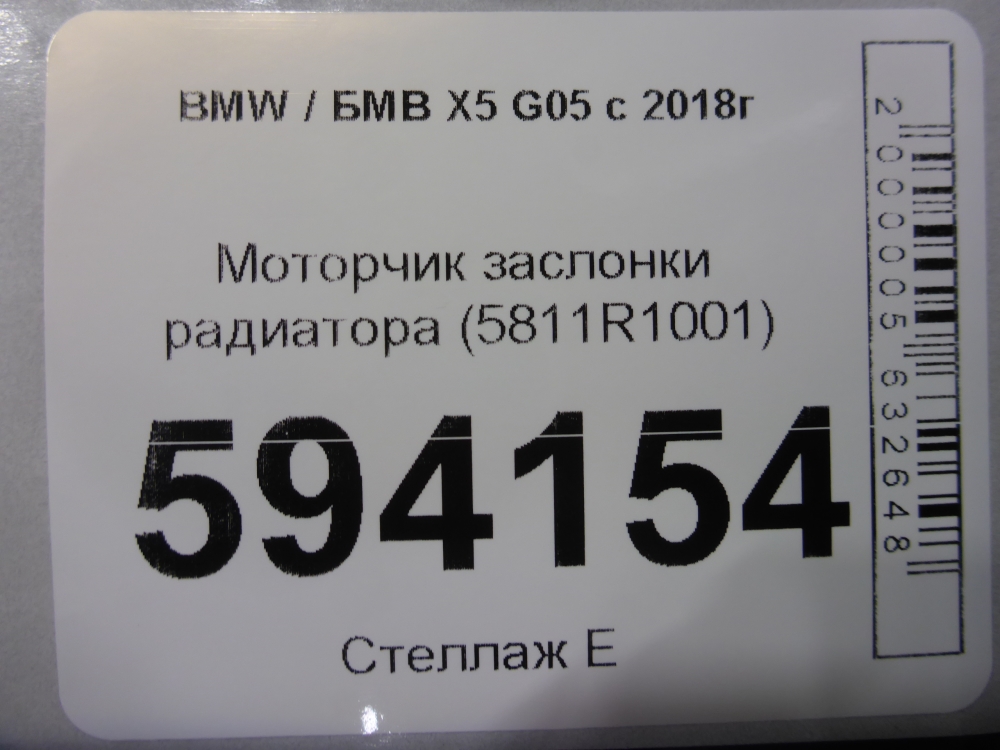 BMW / БМВ X5 G05 с 2018г
Моторчик заслонки
радиатора (5811R1001)
594154
Стеллаж Е
2000005632648